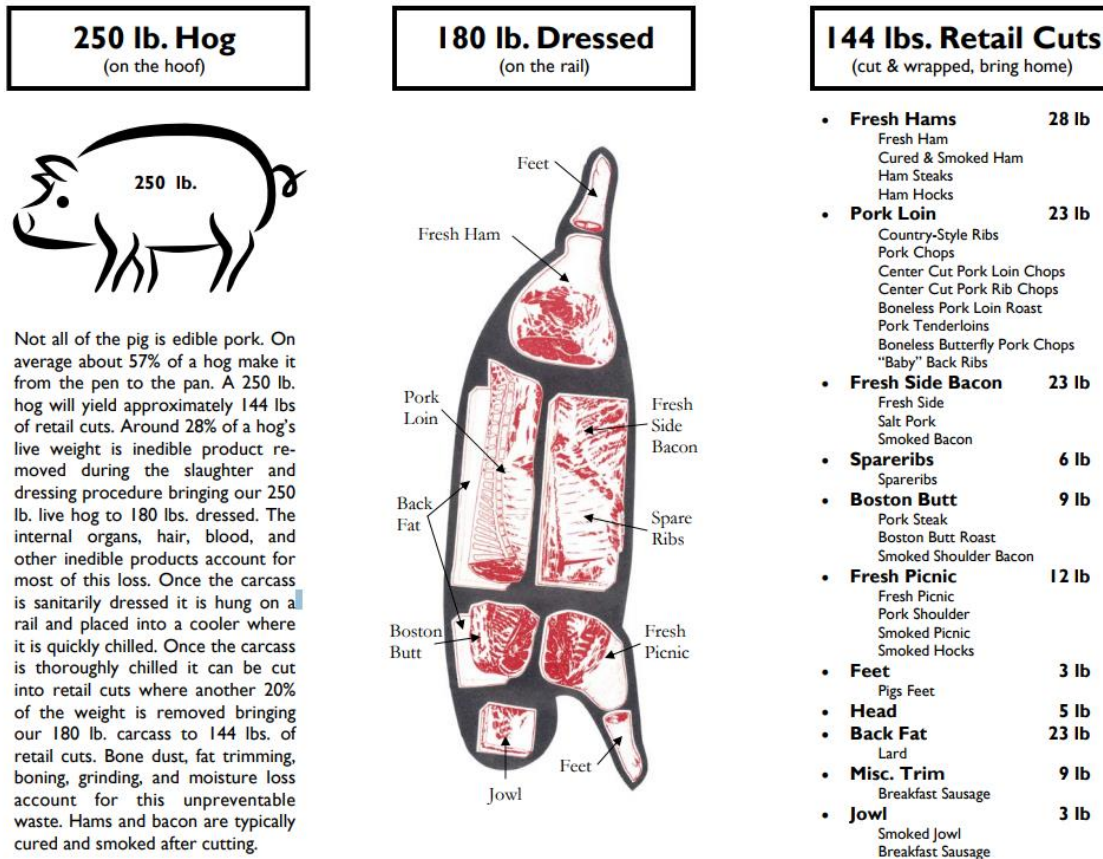 250 lb. Hog
(on the hoof)
250 lb.
Not all of the pig is edible pork. On
average about 57% of a hog make it
from the pen to the pan. A 250 lb.
hog will yield approximately 144 lbs
of retail cuts. Around 28% of a hog's
live weight is inedible product re-
moved during the slaughter and
dressing procedure bringing our 250
lb. live hog to 180 lbs. dressed. The
internal organs, hair, blood, and
other inedible products account for
most of this loss. Once the carcass
is sanitarily dressed it is hung on a
rail and placed into a cooler where
it is quickly chilled. Once the carcass
is thoroughly chilled it can be cut
into retail cuts where another 20%
of the weight is removed bringing
our 180 lb. carcass to 144 lbs. of
retail cuts. Bone dust, fat trimming,
boning, grinding, and moisture loss
account for this unpreventable
waste. Hams and bacon are typically
cured and smoked after cutting.
180 lb. Dressed
(on the rail)
Feet
Fresh Ham
Pork
Loin
Fresh
Side
Bacon
Back
Fat
Spare
Ribs
Boston
Butt
Fresh
Picnic
Feet
Jowl
144 lbs. Retail Cuts
(cut & wrapped, bring home)
• Fresh Hams 28 lb
Fresh Ham
Cured & Smoked Ham
Ham Steaks
Ham Hocks
• Pork Loin 23 lb
Country-Style Ribs
Pork Chops
Center Cut Pork Loin Chops
Center Cut Pork Rib Chops
Boneless Pork Loin Roast
Pork Tenderloins
Boneless Butterfly Pork Chops
"Baby" Back Ribs
• Fresh Side Bacon 23 lb
Fresh Side
Salt Pork
Smoked Bacon
• Spareribs 6 lb
Spareribs
• Boston Butt 9 lb
Pork Steak
Boston Butt Roast
Smoked Shoulder Bacon
• Fresh Picnic 12 lb
Fresh Picnic
Pork Shoulder
Smoked Picnic
Smoked Hocks
• Feet 3 lb
Pigs Feet
• Head 5 lb
• Back Fat 23 lb
Lard
• Misc. Trim 9 lb
Breakfast Sausage
• Jowl 3 lb
Smoked Jowl
Breakfast Sausage